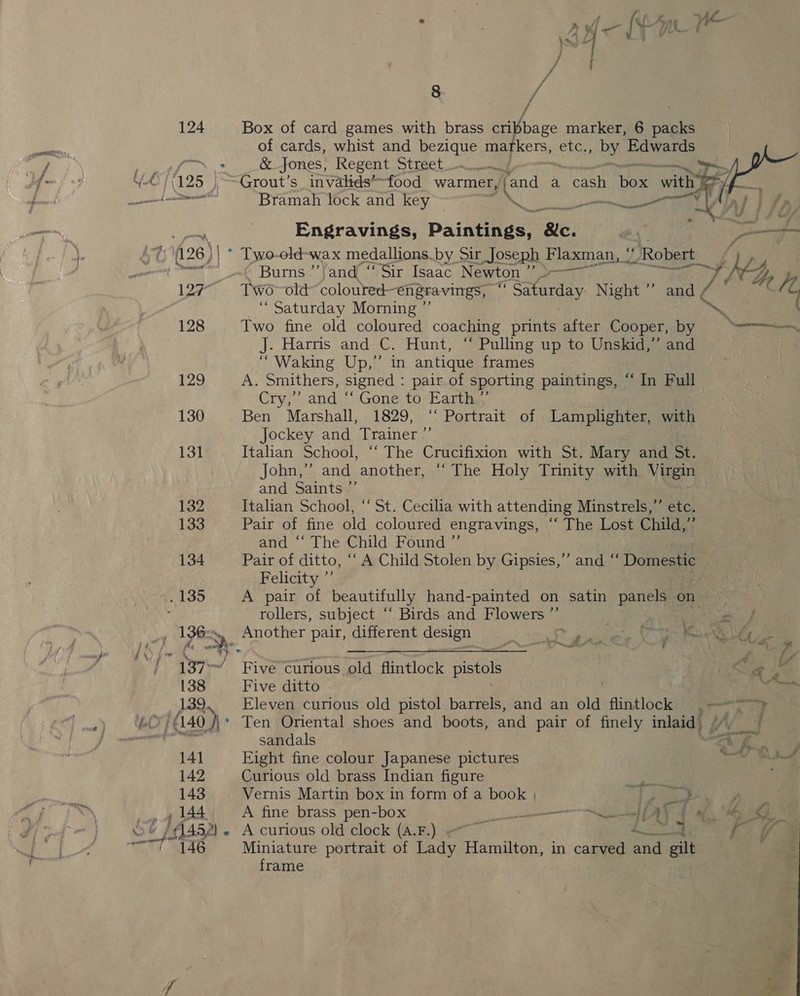 8
124 Box of card games with brass cribbage marker, 6 packs
of cards, whist and bezique markers, etc., by Edwards
& Jones, Regent Street
125 Grout's invalids' food warmer, and a cash box with
Bramah lock and key
Engravings, Paintings, &c.
126 Two old wax medallions by Sir Joseph Flaxman, “Robert
Burns” and “Sir Isaac Newton”
127 Two old coloured engravings, “Saturday Night” and
“Saturday Morning”
128 Two fine old coloured coaching prints after Cooper, by
J. Harris and C. Hunt, “Pulling up to Unskid,” and
“Waking Up,” in antique frames
129 A. Smithers, signed: pair of sporting paintings, “In Full
Cry,” and “Gone to Earth”
130 Ben Marshall, 1829, “Portrait of Lamplighter, with
Jockey and Trainer”
131 Italian School, “The Crucifixion with St. Mary and St.
John,” and another, “The Holy Trinity with Virgin
and Saints”
132 Italian School, “St. Cecilia with attending Minstrels,” etc.
133 Pair of fine old coloured engravings, “The Lost Child,”
and “The Child Found”
134 Pair of ditto, “A Child Stolen by Gipsies,” and “Domestic
Felicity”
135 A pair of beautifully hand-painted on satin panels on
rollers, subject “Birds and Flowers”
136 Another pair, different design
137 Five curious old flintlock pistols
138 Five ditto
139 Eleven curious old pistol barrels, and an old flintlock
140 Ten Oriental shoes and boots, and pair of finely inlaid
sandals
141 Eight fine colour Japanese pictures
142 Curious old brass Indian figure
143 Vernis Martin box in form of a book
144 A fine brass pen-box
145 A curious old clock (A.F.)
146 Miniature portrait of Lady Hamilton, in carved and gilt
frame